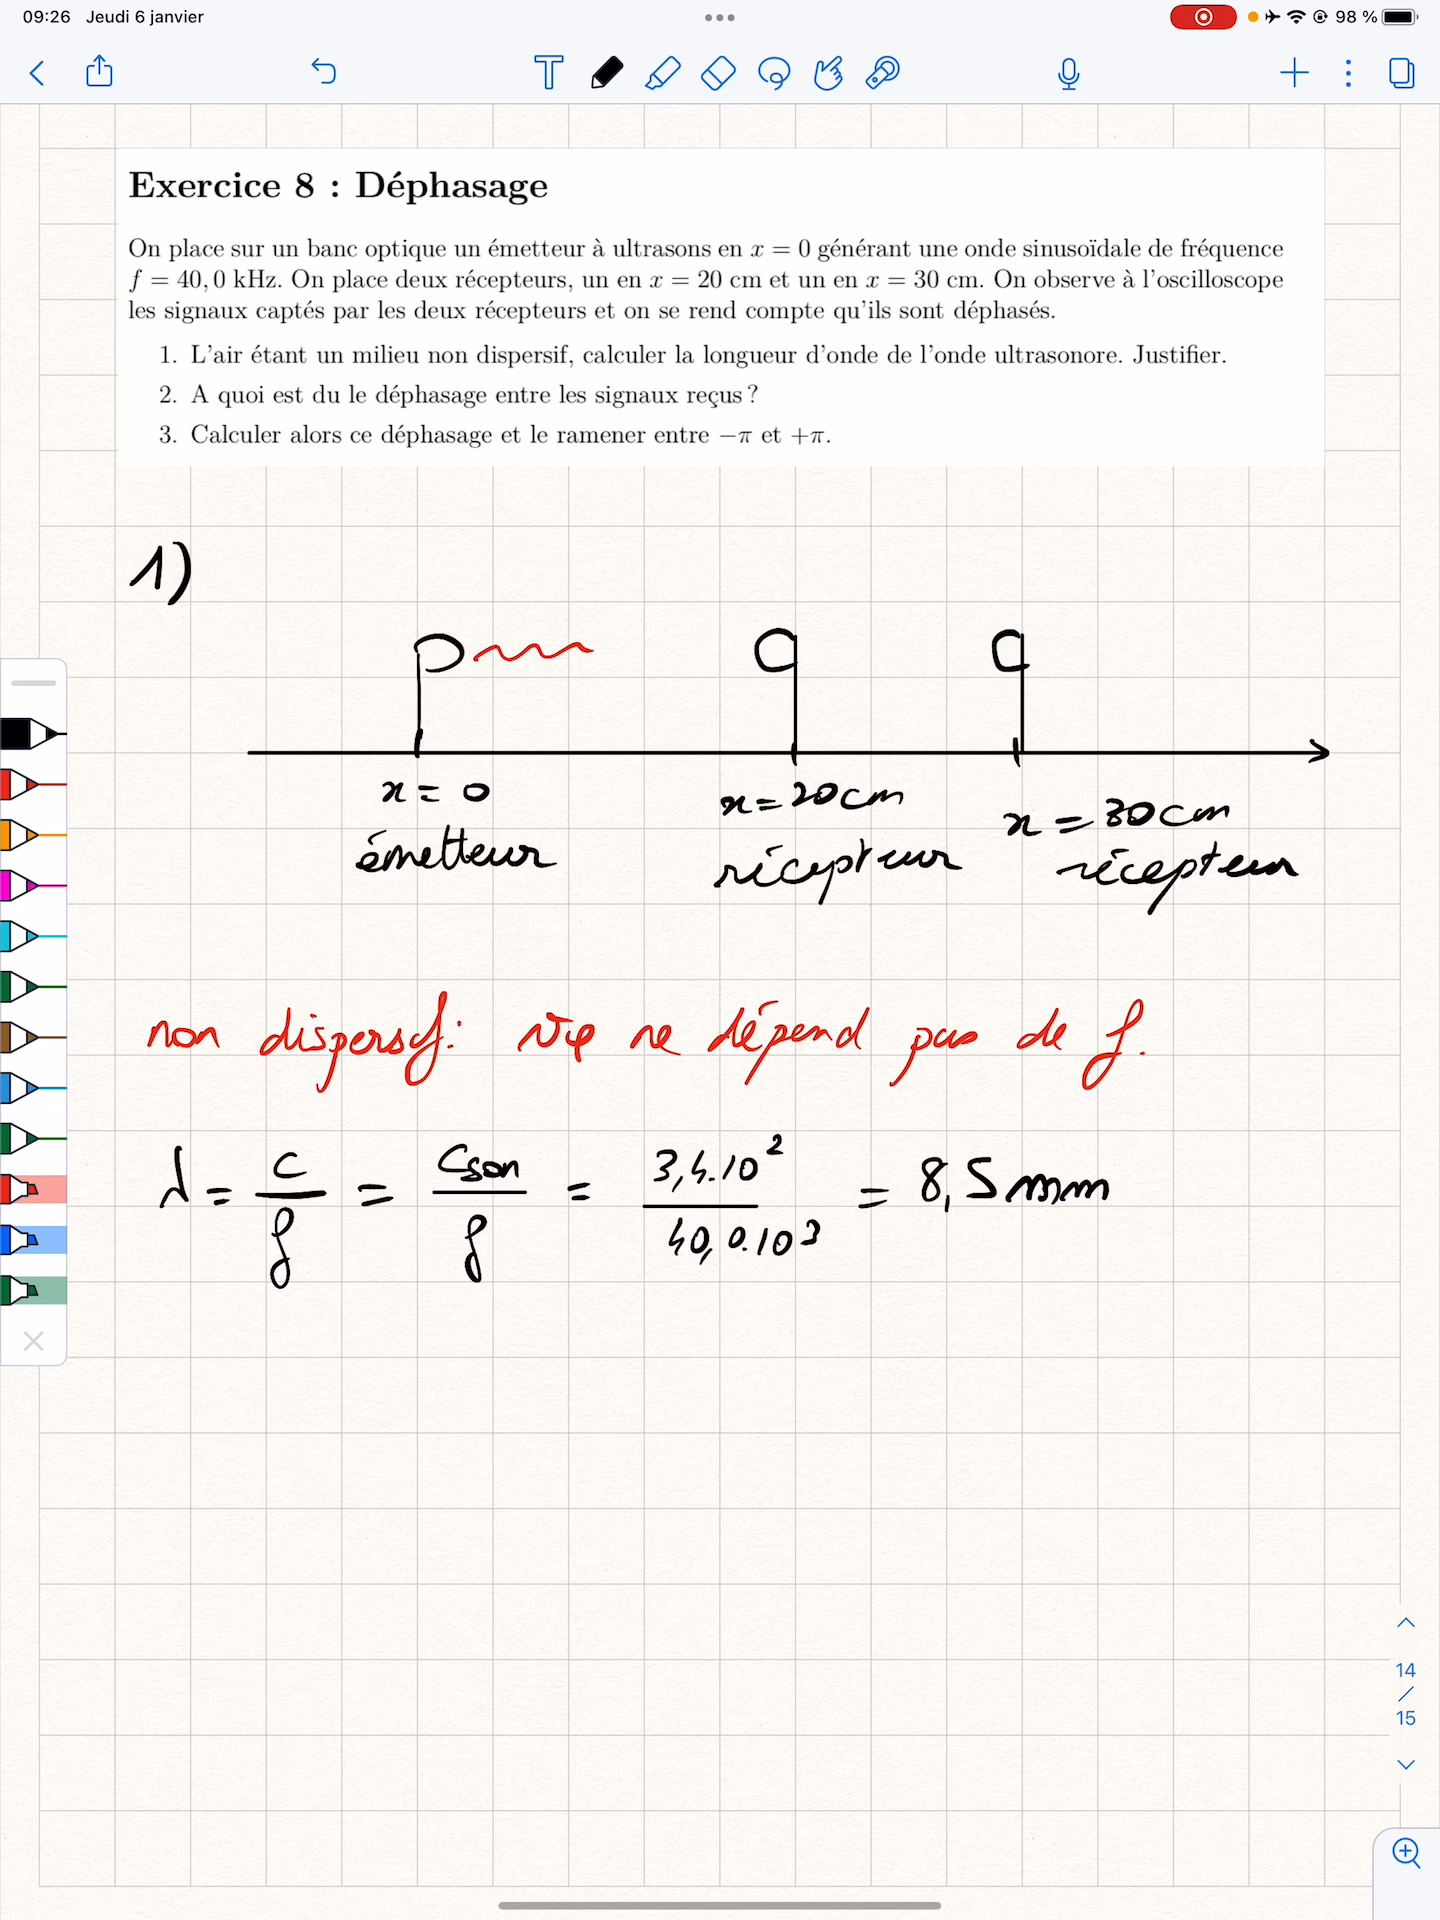 09:26 Jeudi 6 janvier
98 %
Exercice 8 : Déphasage
On place sur un banc optique un émetteur à ultrasons en x = 0 générant une onde sinusoïdale de fréquence
f = 40,0 kHz. On place deux récepteurs, un en x = 20 cm et un en x = 30 cm. On observe à l'oscilloscope
les signaux captés par les deux récepteurs et on se rend compte qu'ils sont déphasés.
1. L'air étant un milieu non dispersif, calculer la longueur d'onde de l'onde ultrasonore. Justifier.
2. A quoi est du le déphasage entre les signaux reçus ?
3. Calculer alors ce déphasage et le ramener entre −π et +π.
1)
x = 0
x = 20 cm
x = 30 cm
émetteur
récepteur
récepteur
non dispersif : vφ ne dépend pas de f.
λ = c/f = cson/f = 3,4.10²/40,0.10³ = 8,5 mm
14
/
15